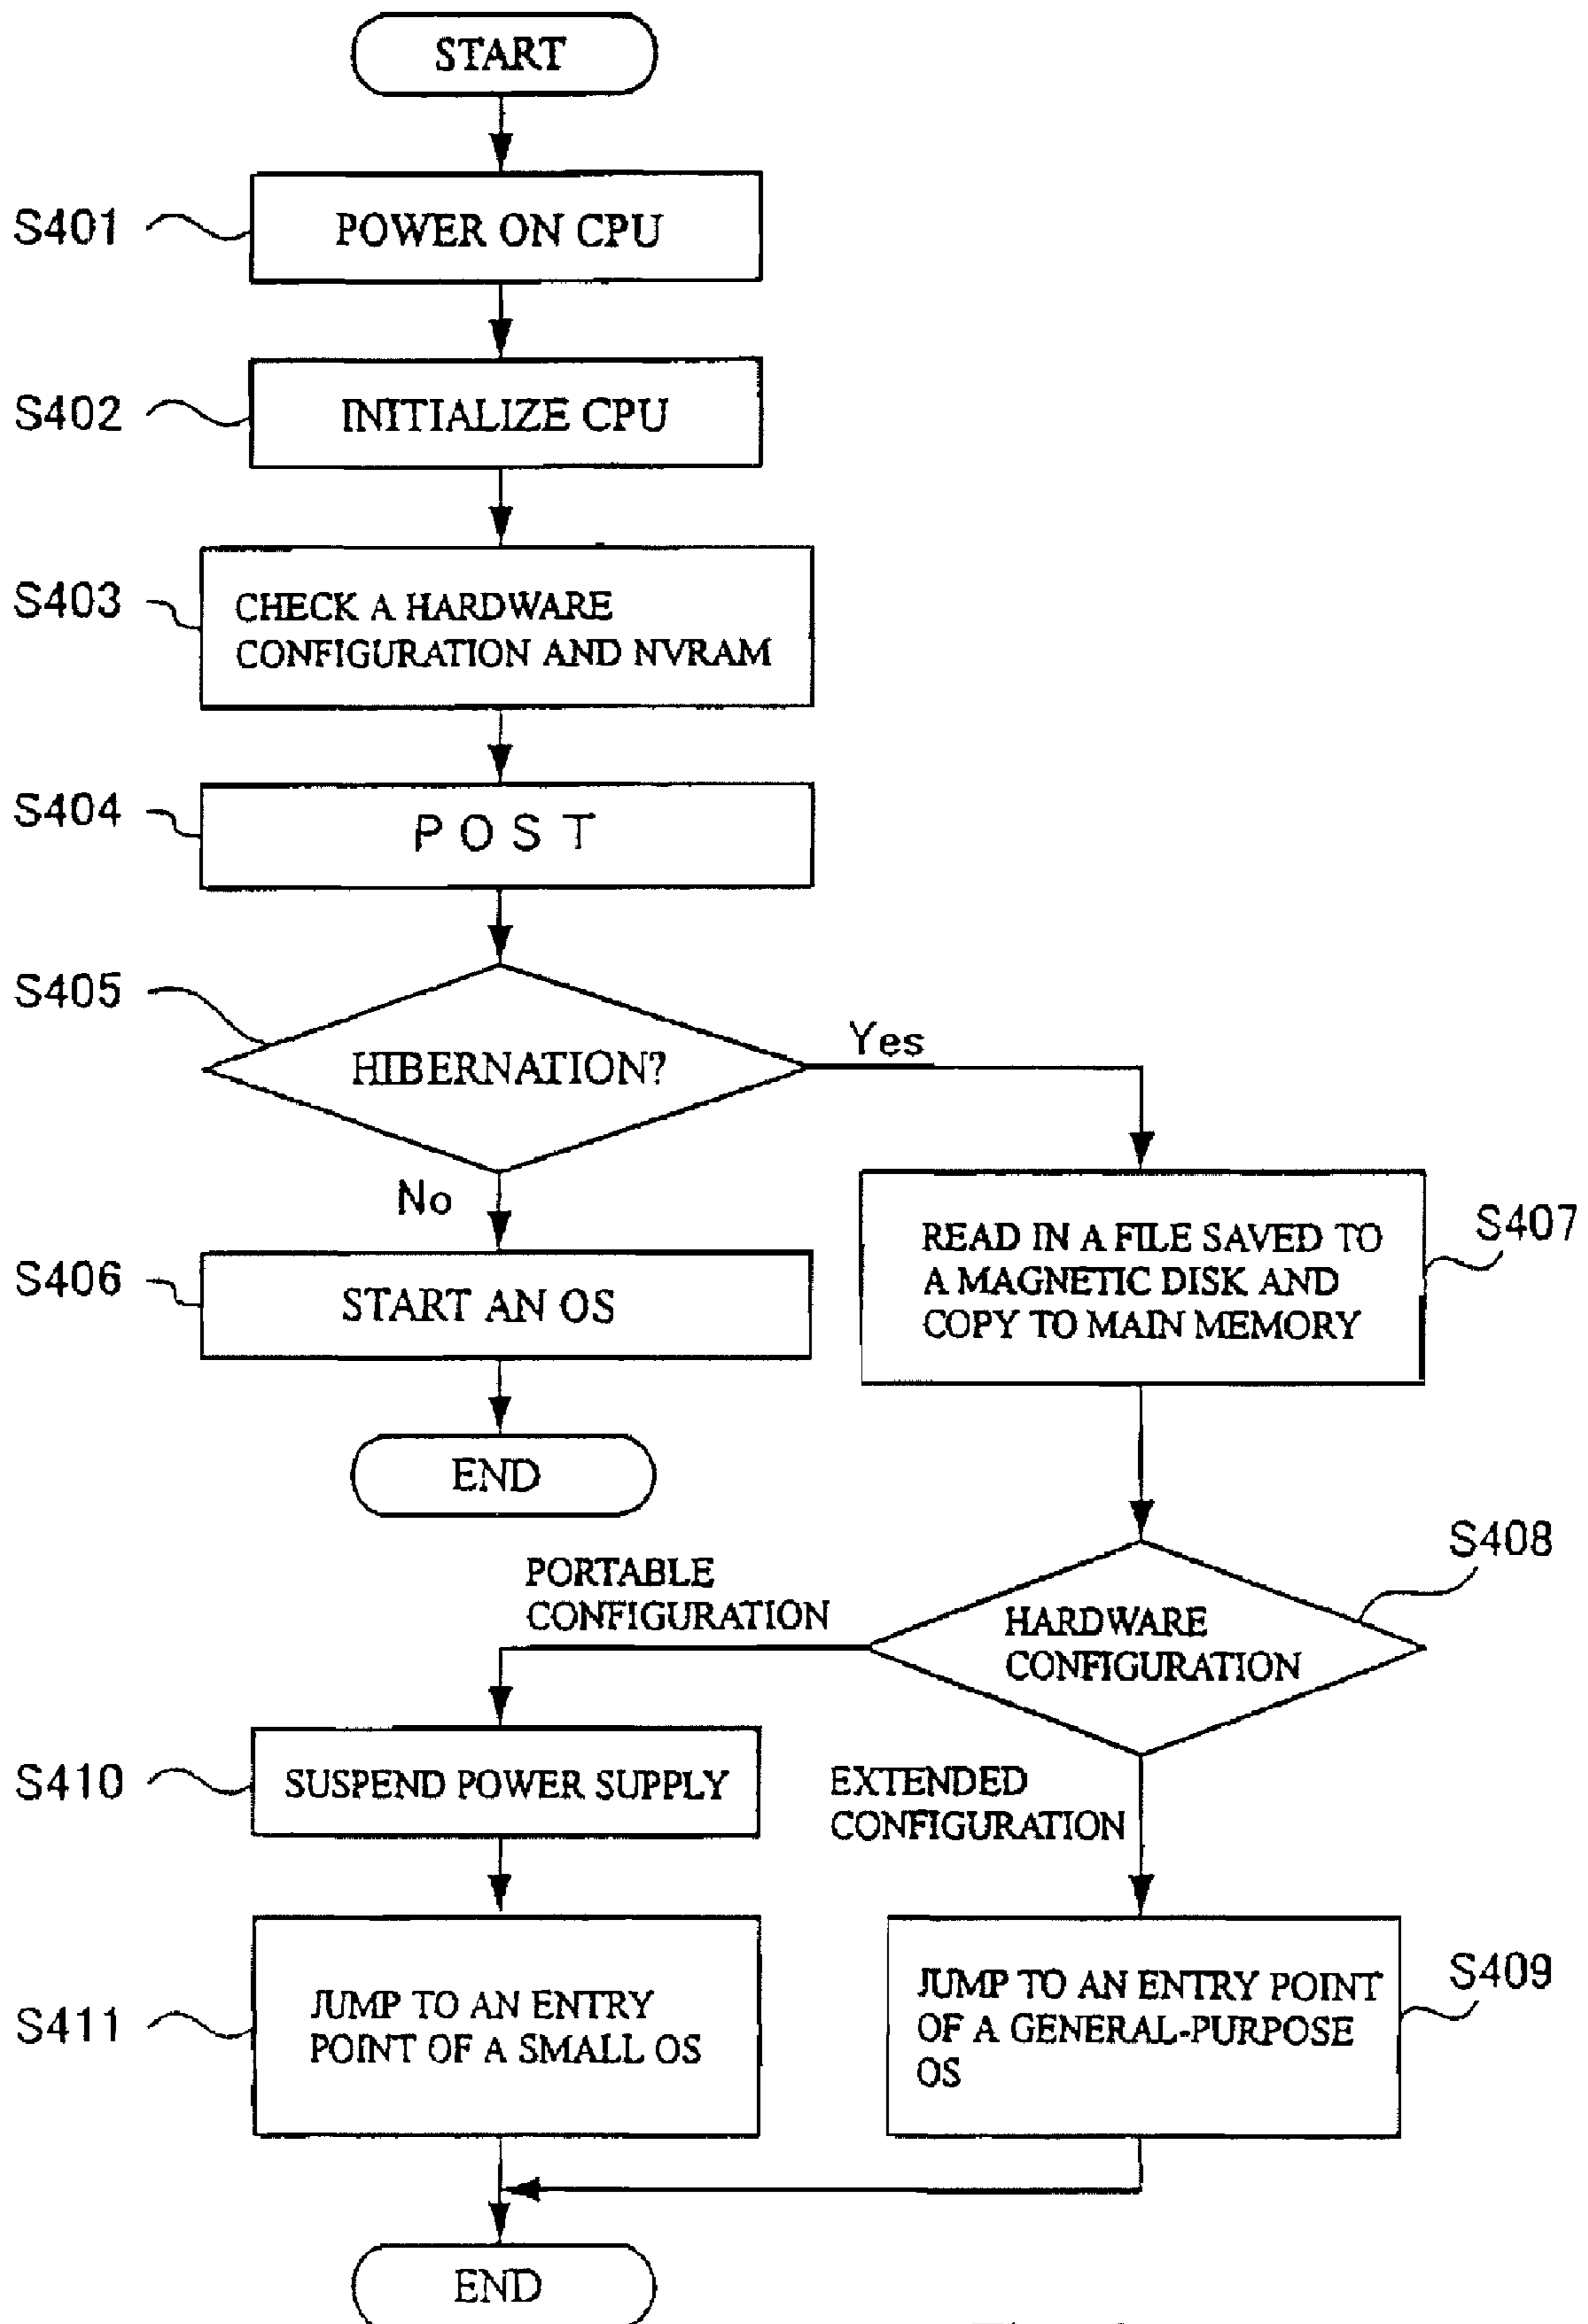 START
S401
POWER ON CPU
S402
INITIALIZE CPU
S403
CHECK A HARDWARE
CONFIGURATION AND NVRAM
S404
POST
S405
HIBERNATION?
Yes
No
S406
START AN OS
S407
READ IN A FILE SAVED TO
A MAGNETIC DISK AND
COPY TO MAIN MEMORY
END
S408
HARDWARE
CONFIGURATION
PORTABLE
CONFIGURATION
S410
SUSPEND POWER SUPPLY
EXTENDED
CONFIGURATION
S411
JUMP TO AN ENTRY
POINT OF A SMALL OS
S409
JUMP TO AN ENTRY POINT
OF A GENERAL-PURPOSE
OS
END